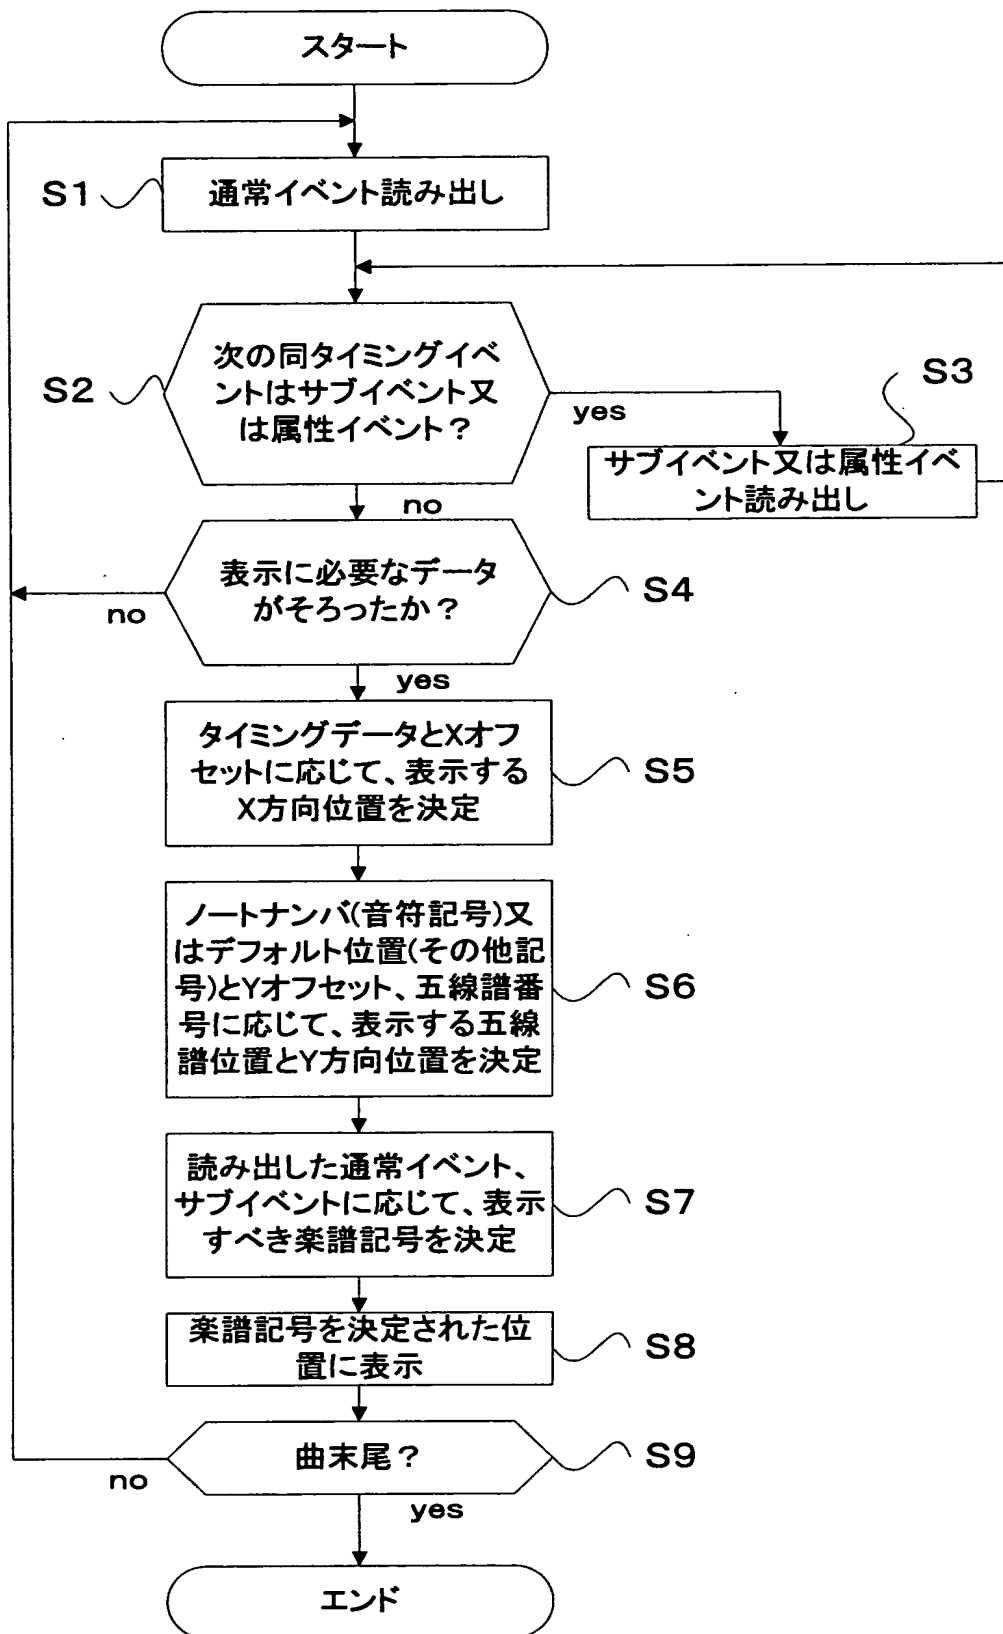 スタート
S1
通常イベント読み出し
S2
次の同タイミングイベ
ントはサブイベント又
は属性イベント？
yes
S3
サブイベント又は属性イベ
ント読み出し
no
表示に必要なデータ
がそろったか？
S4
no
yes
タイミングデータとXオフ
セットに応じて、表示する
X方向位置を決定
S5
ノートナンバ(音符記号)又
はデフォルト位置(その他記
号)とYオフセット、五線譜番
号に応じて、表示する五線
譜位置とY方向位置を決定
S6
読み出した通常イベント、
サブイベントに応じて、表示
すべき楽譜記号を決定
S7
楽譜記号を決定された位
置に表示
S8
曲末尾？
S9
no
yes
エンド